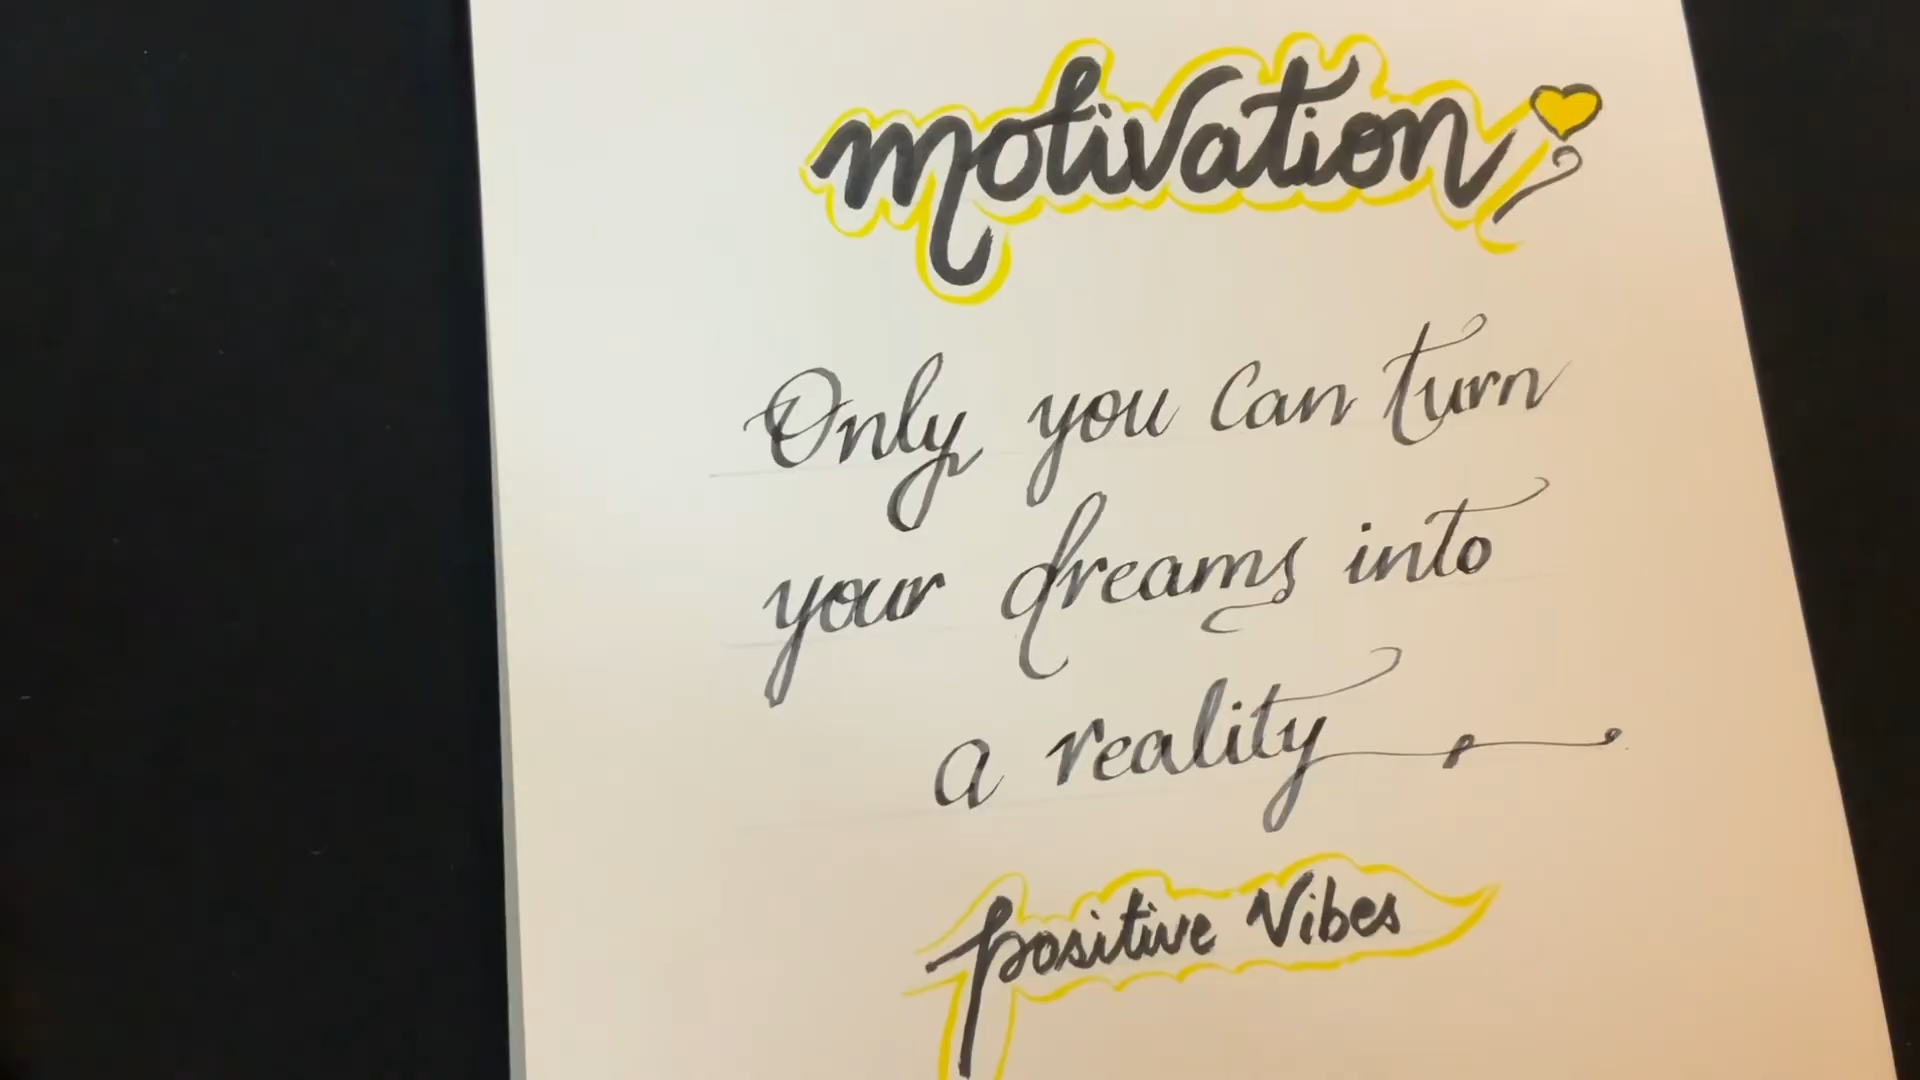 motivation
Only you can turn
your dreams into
a reality
positive Vibes